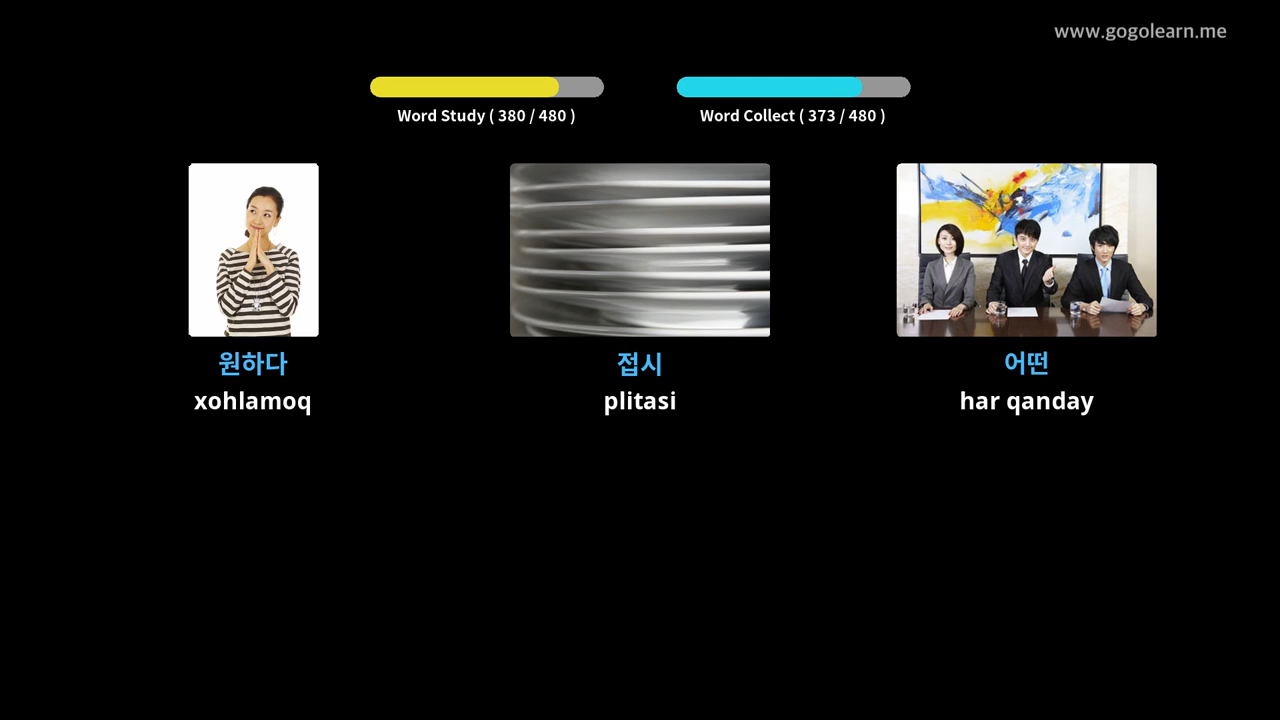 www.gogolearn.me
Word Study ( 380 / 480 )
Word Collect ( 373 / 480 )
원하다
xohlamoq
접시
plitasi
어떤
har qanday